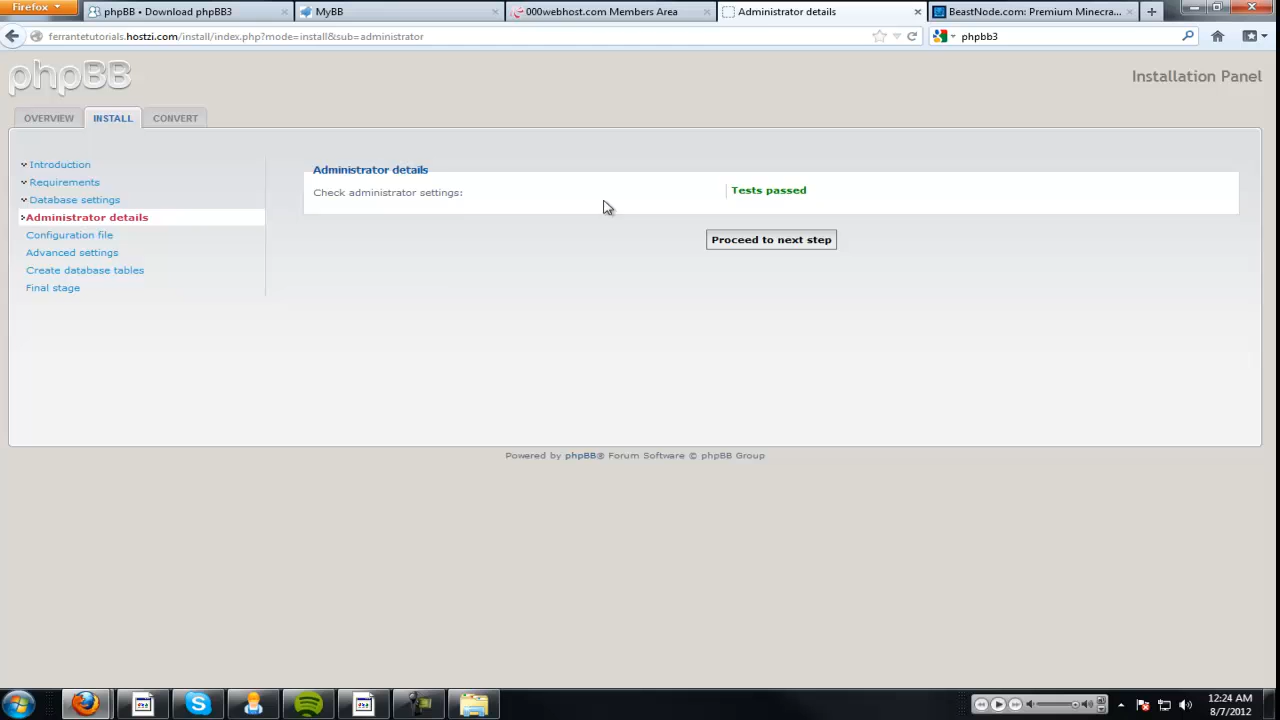 Firefox
phpBB • Download phpBB3
MyBB
000webhost.com Members Area
Administrator details
BeastNode.com: Premium Minecra...
ferrantetutorials.hostzi.com/install/index.php?mode=install&sub=administrator
phpbb3
phpBB
Installation Panel
OVERVIEW
INSTALL
CONVERT
Introduction
Requirements
Database settings
Administrator details
Configuration file
Advanced settings
Create database tables
Final stage
Administrator details
Check administrator settings:
Tests passed
Proceed to next step
Powered by phpBB® Forum Software © phpBB Group
12:24 AM
8/7/2012